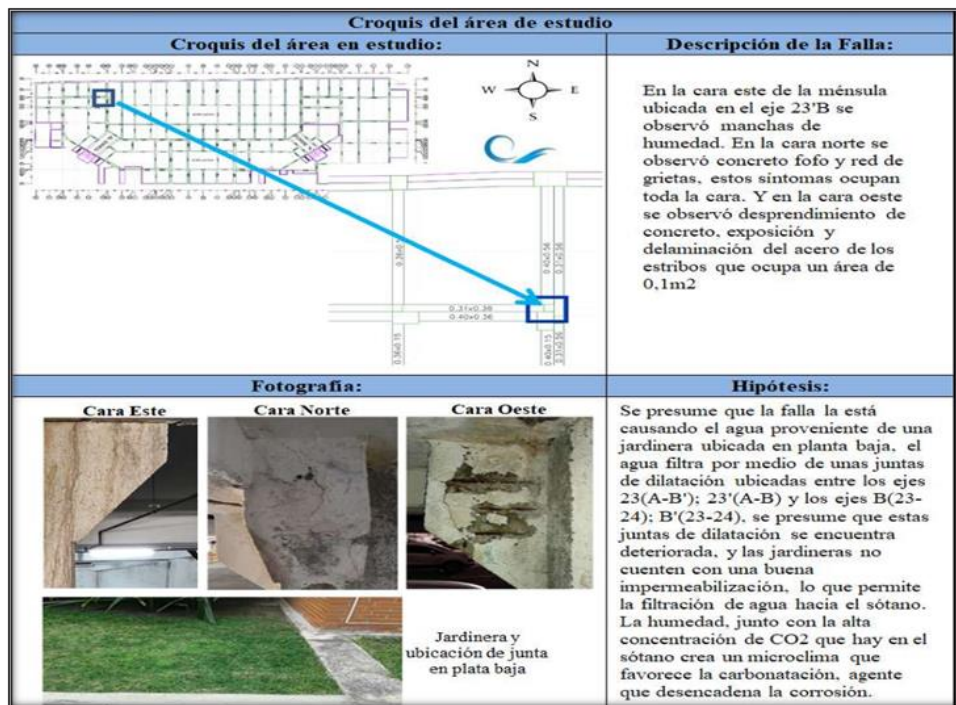 Croquis del área de estudio
Croquis del área en estudio:
Descripción de la Falla:
N
W
E
S
0.31x0.38
0.40x0.36
0.36x0.15
0.40x0.15
En la cara este de la ménsula
ubicada en el eje 23'B se
observó manchas de
humedad. En la cara norte se
observó concreto fofo y red de
grietas, estos síntomas ocupan
toda la cara. Y en la cara oeste
se observó desprendimiento de
concreto, exposición y
delaminación del acero de los
estribos que ocupa un área de
0,1m2
Fotografía:
Hipótesis:
Cara Este
Cara Norte
Cara Oeste
Jardinera y
ubicación de junta
en plata baja
Se presume que la falla la está
causando el agua proveniente de una
jardinera ubicada en planta baja, el
agua filtra por medio de unas juntas
de dilatación ubicadas entre los ejes
23(A-B'); 23'(A-B) y los ejes B(23-
24); B'(23-24), se presume que estas
juntas de dilatación se encuentra
deteriorada, y las jardineras no
cuenten con una buena
impermeabilización, lo que permite
la filtración de agua hacia el sótano.
La humedad, junto con la alta
concentración de CO2 que hay en el
sótano crea un microclima que
favorece la carbonatación, agente
que desencadena la corrosión.